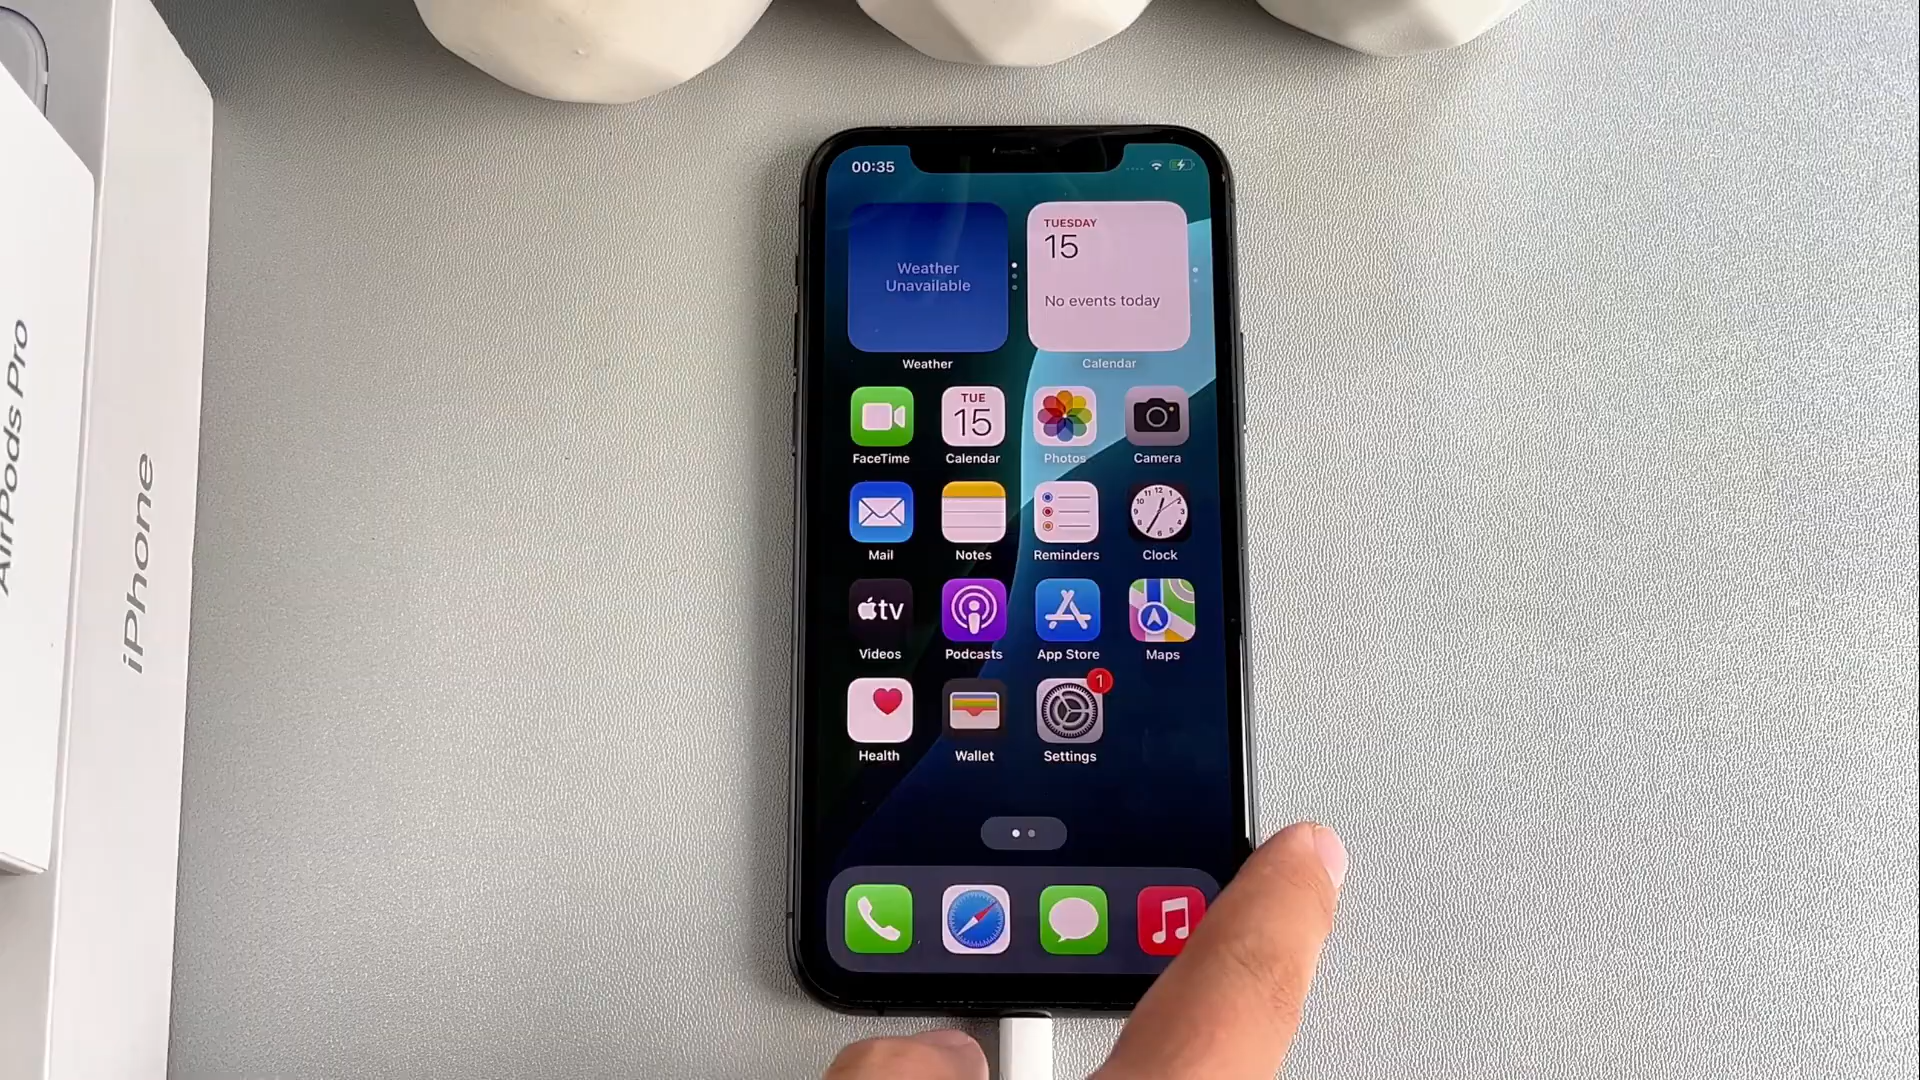 AirPods Pro
iPhone
00:35
Weather
Unavailable
TUESDAY
15
No events today
Weather
Calendar
FaceTime
TUE
15
Calendar
Photos
Camera
Mail
Notes
Reminders
Clock
tv
Videos
Podcasts
App Store
Maps
1
Health
Wallet
Settings